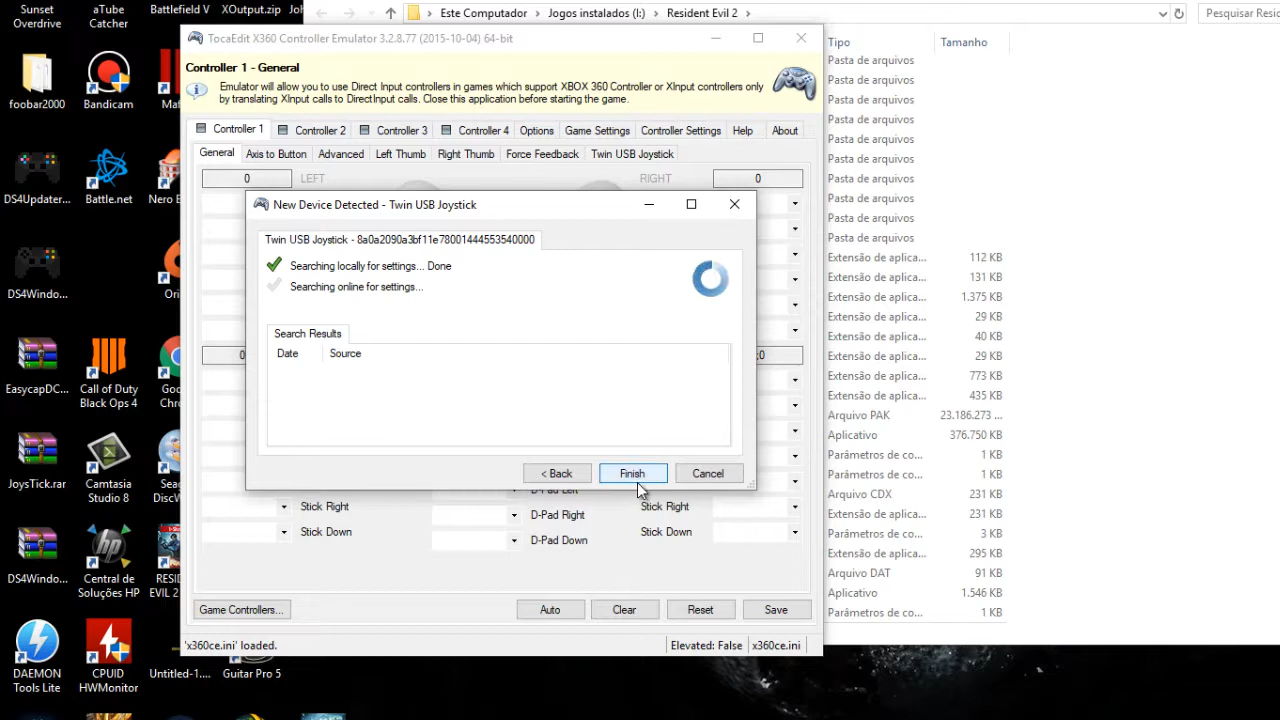 Sunset Overdrive
aTube Catcher
Battlefield V
XOutput.zip
foobar2000
Bandicam
DS4Updater...
Battle.net
Nero E
DS4Windo...
Ori
EasycapDC...
Call of Duty Black Ops 4
JoysTick.rar
Camtasia Studio 8
Seag
DiscW
DS4Windo...
Central de Soluções HP
RESID
EVIL 2
DAEMON Tools Lite
CPUID HWMonitor
Untitled-1....
Guitar Pro 5
Este Computador > Jogos instalados (I:) > Resident Evil 2 >
Pesquisar Resid
TocaEdit X360 Controller Emulator 3.2.8.77 (2015-10-04) 64-bit
Controller 1 - General
Emulator will allow you to use Direct Input controllers in games which support XBOX 360 Controller or XInput controllers only
by translating XInput calls to DirectInput calls. Close this application before starting the game.
Controller 1 Controller 2 Controller 3 Controller 4 Options Game Settings Controller Settings Help About
General Axis to Button Advanced Left Thumb Right Thumb Force Feedback Twin USB Joystick
0 LEFT RIGHT 0
New Device Detected - Twin USB Joystick
Twin USB Joystick - 8a0a2090a3bf11e78001444553540000
Searching locally for settings... Done
Searching online for settings...
Search Results
Date Source
< Back Finish Cancel
D-Pad Left
Stick Right D-Pad Right Stick Right
Stick Down D-Pad Down Stick Down
Game Controllers... Auto Clear Reset Save
'x360ce.ini' loaded. Elevated: False x360ce.ini
Tipo Tamanho
Pasta de arquivos
Pasta de arquivos
Pasta de arquivos
Pasta de arquivos
Pasta de arquivos
Pasta de arquivos
Pasta de arquivos
Pasta de arquivos
Pasta de arquivos
Pasta de arquivos
Extensão de aplica... 112 KB
Extensão de aplica... 131 KB
Extensão de aplica... 1.375 KB
Extensão de aplica... 29 KB
Extensão de aplica... 40 KB
Extensão de aplica... 29 KB
Extensão de aplica... 773 KB
Extensão de aplica... 435 KB
Arquivo PAK 23.186.273 ...
Aplicativo 376.750 KB
Parâmetros de co... 1 KB
Parâmetros de co... 1 KB
Arquivo CDX 231 KB
Extensão de aplica... 231 KB
Parâmetros de co... 3 KB
Extensão de aplica... 295 KB
Arquivo DAT 91 KB
Aplicativo 1.546 KB
Parâmetros de co... 1 KB